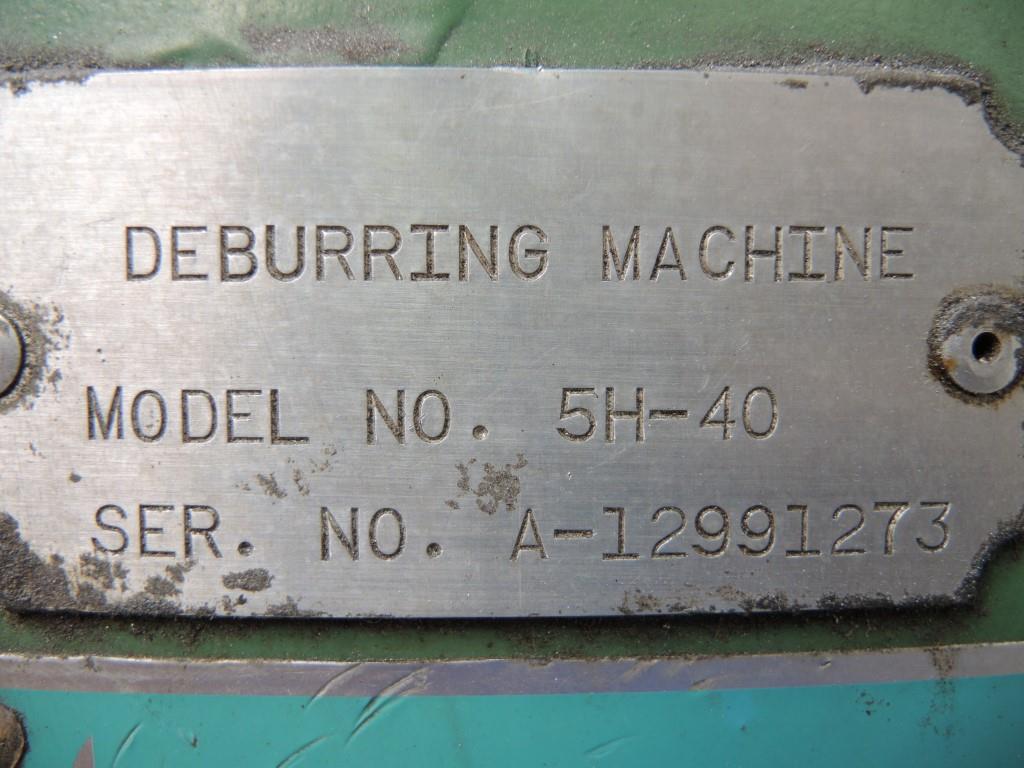 DEBURRING MACHINE
MODEL NO. 5H-40
SER. NO. A-12991273